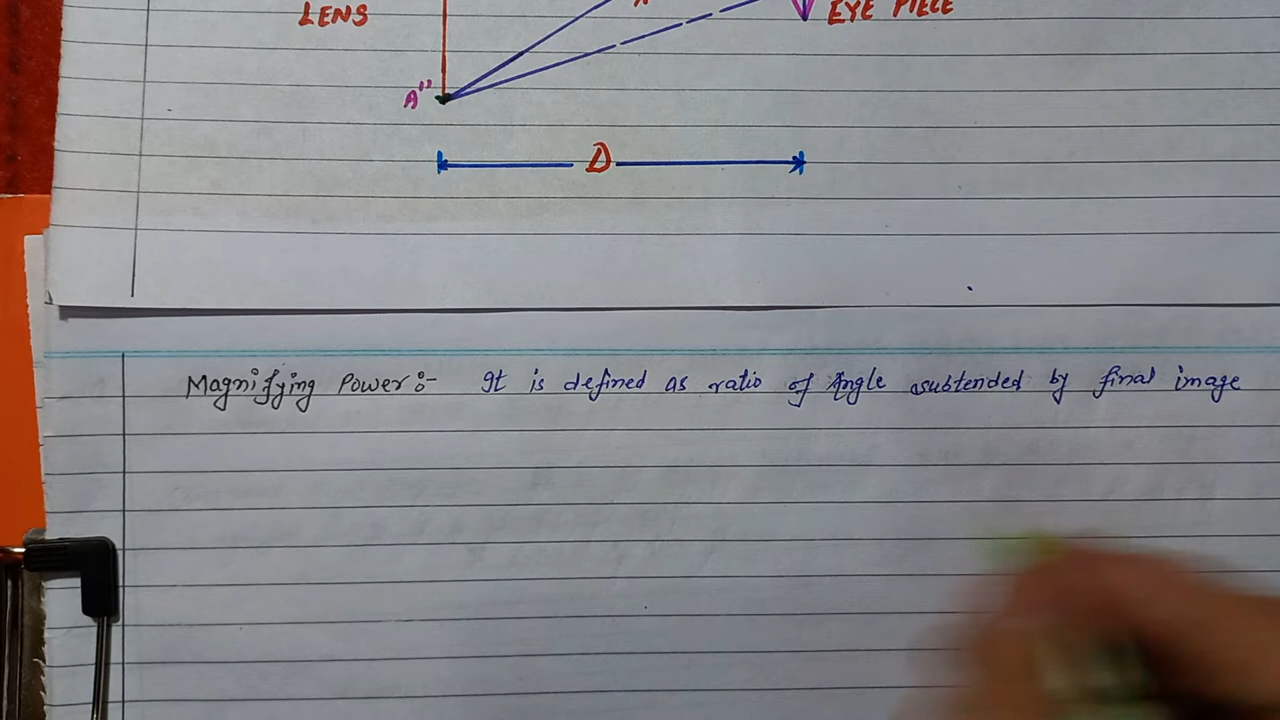 LENS
EYE PIECE
A"
D
Magnifying Power:- It is defined as ratio of Angle subtended by final image